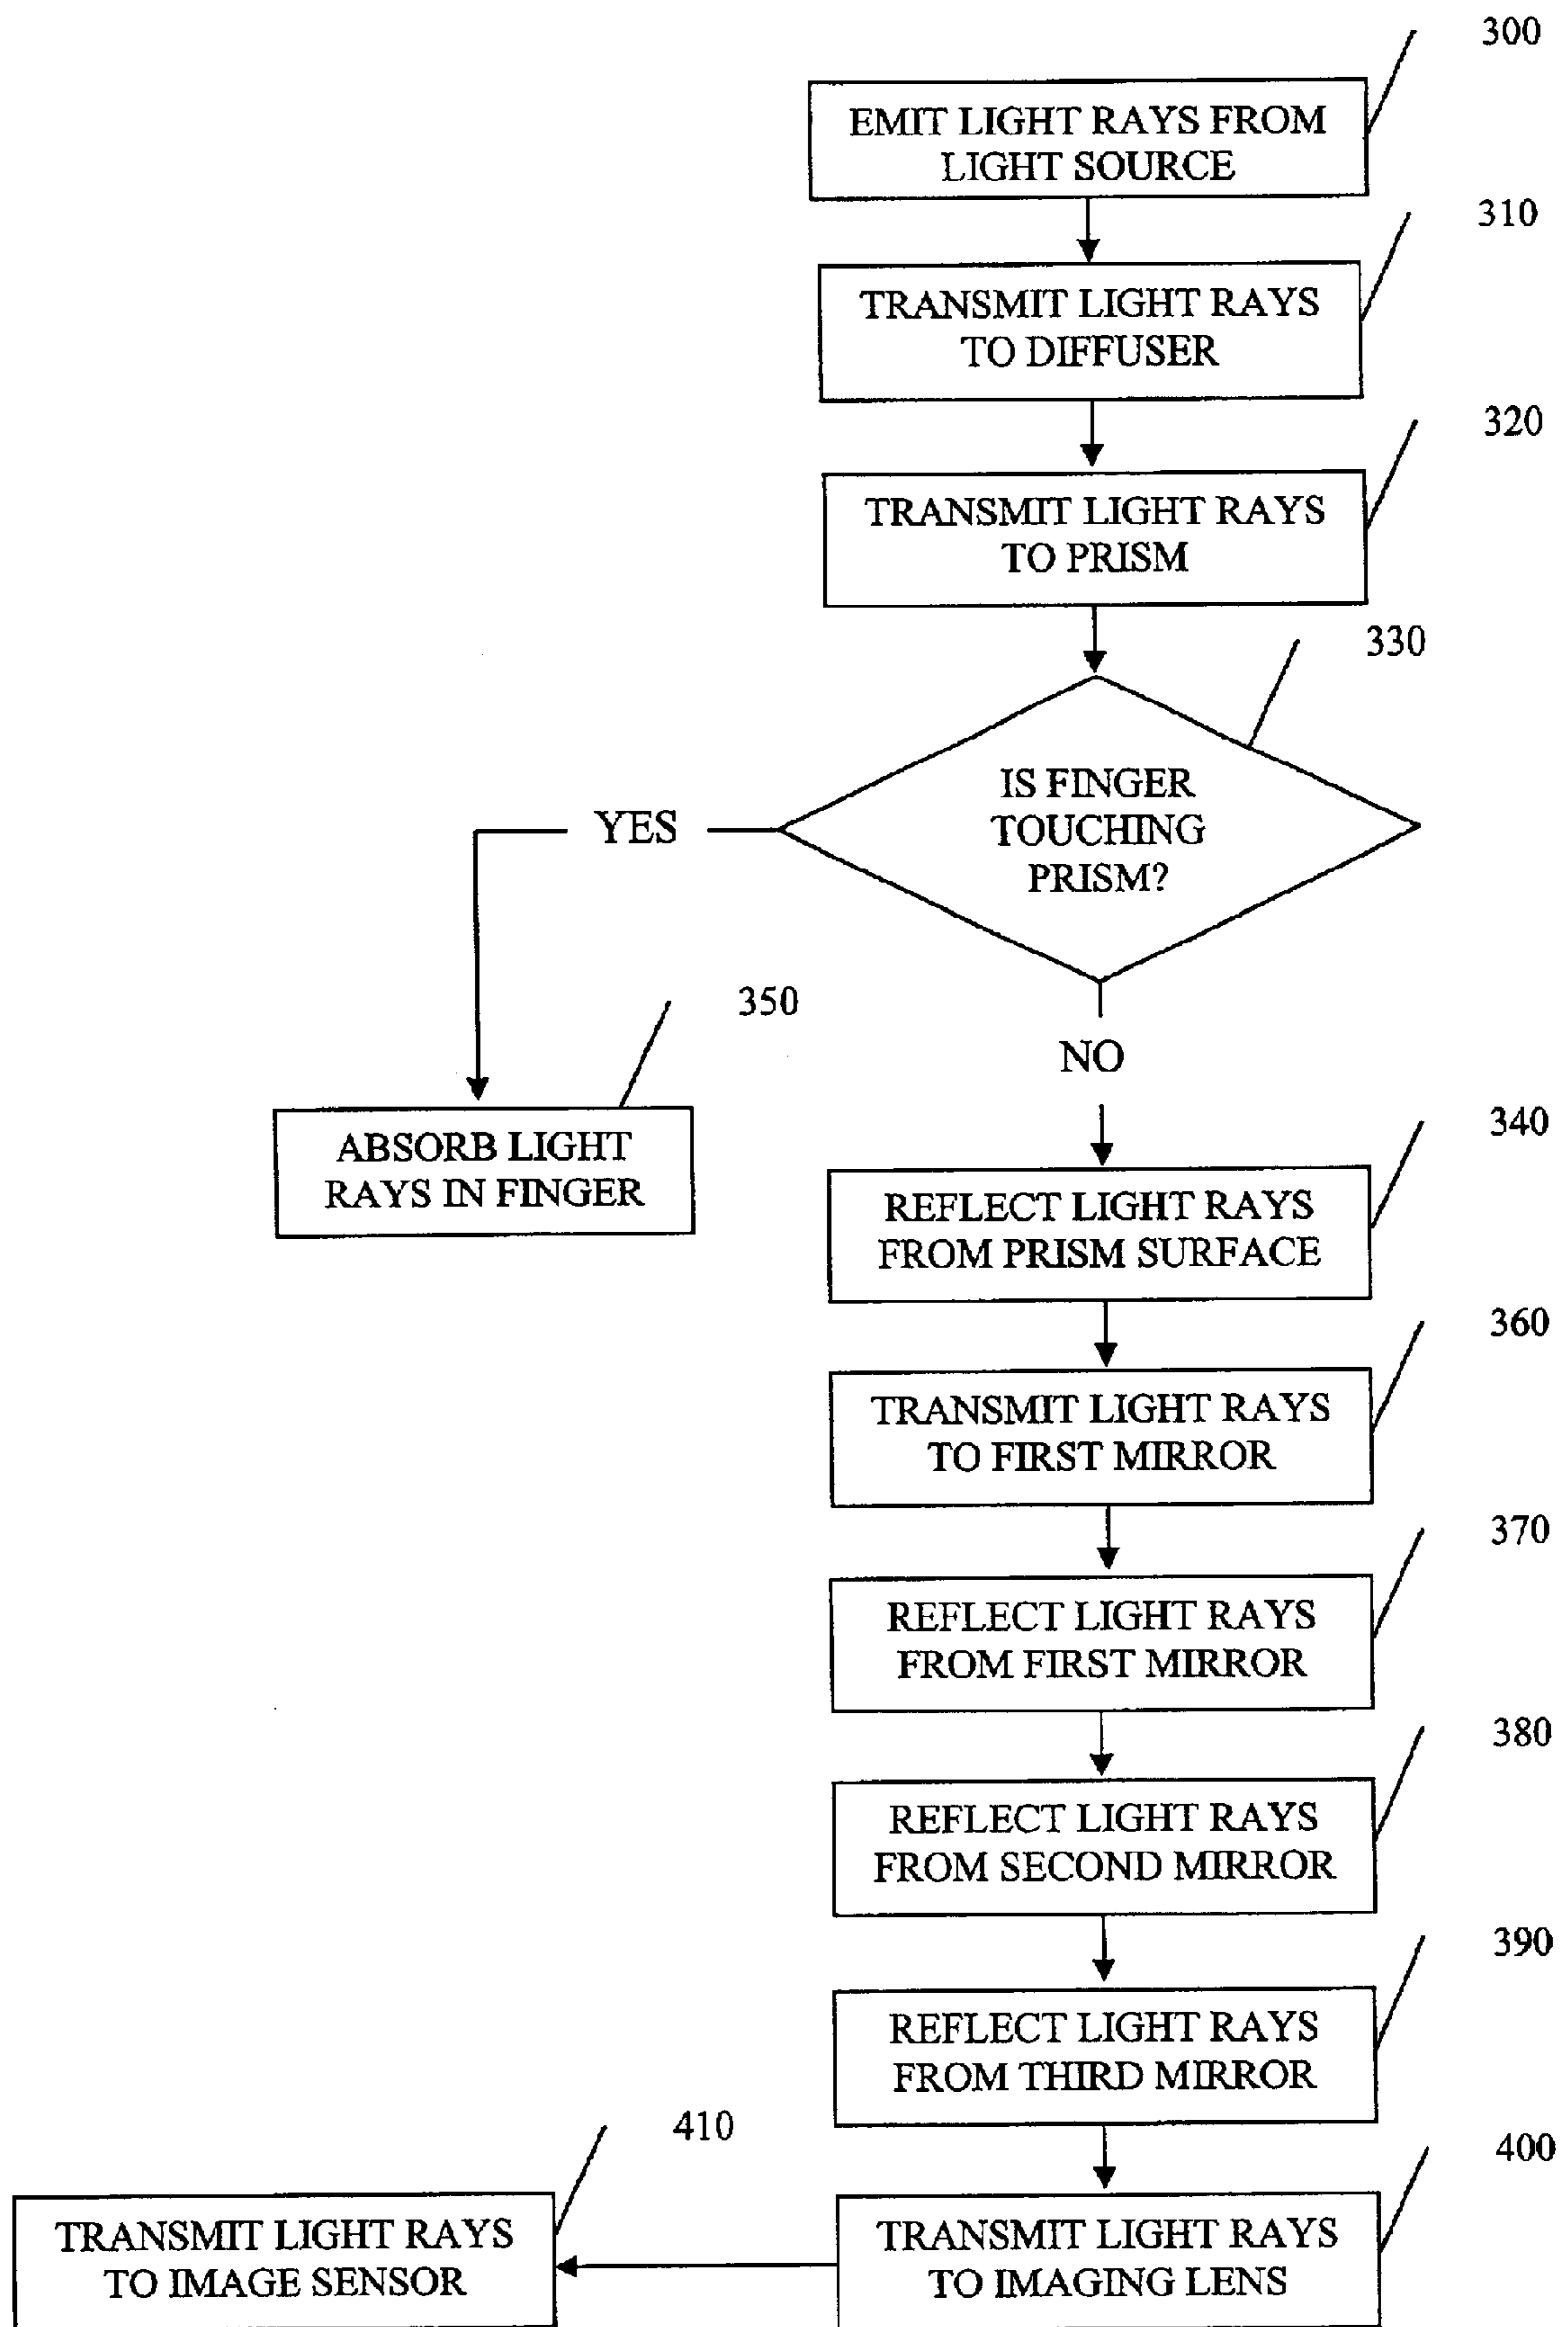 300
EMIT LIGHT RAYS FROM
LIGHT SOURCE
310
TRANSMIT LIGHT RAYS
TO DIFFUSER
320
TRANSMIT LIGHT RAYS
TO PRISM
330
IS FINGER
TOUCHING
PRISM?
YES
350
ABSORB LIGHT
RAYS IN FINGER
NO
340
REFLECT LIGHT RAYS
FROM PRISM SURFACE
360
TRANSMIT LIGHT RAYS
TO FIRST MIRROR
370
REFLECT LIGHT RAYS
FROM FIRST MIRROR
380
REFLECT LIGHT RAYS
FROM SECOND MIRROR
390
REFLECT LIGHT RAYS
FROM THIRD MIRROR
400
TRANSMIT LIGHT RAYS
TO IMAGING LENS
410
TRANSMIT LIGHT RAYS
TO IMAGE SENSOR